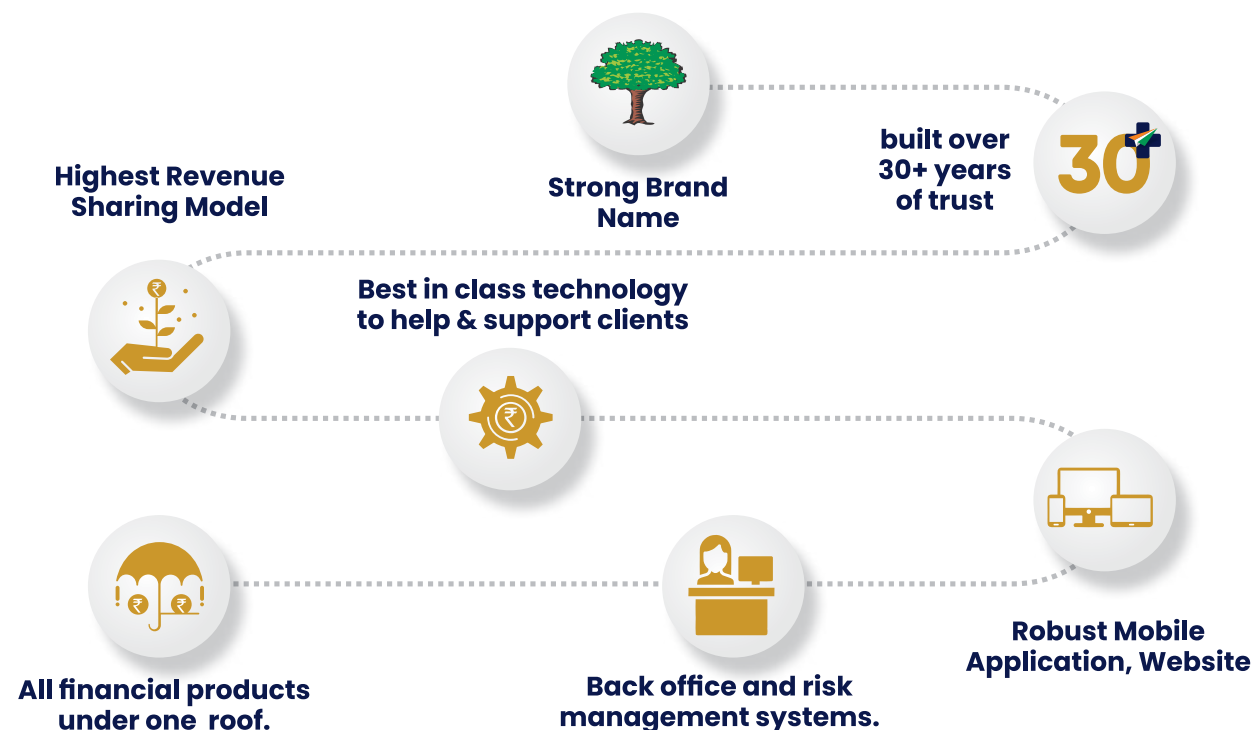 Strong Brand
Name
built over
30+ years
of trust
30+
Highest Revenue
Sharing Model
₹
Best in class technology
to help & support clients
₹
Robust Mobile
Application, Website
Back office and risk
management systems.
₹ ₹
All financial products
under one roof.